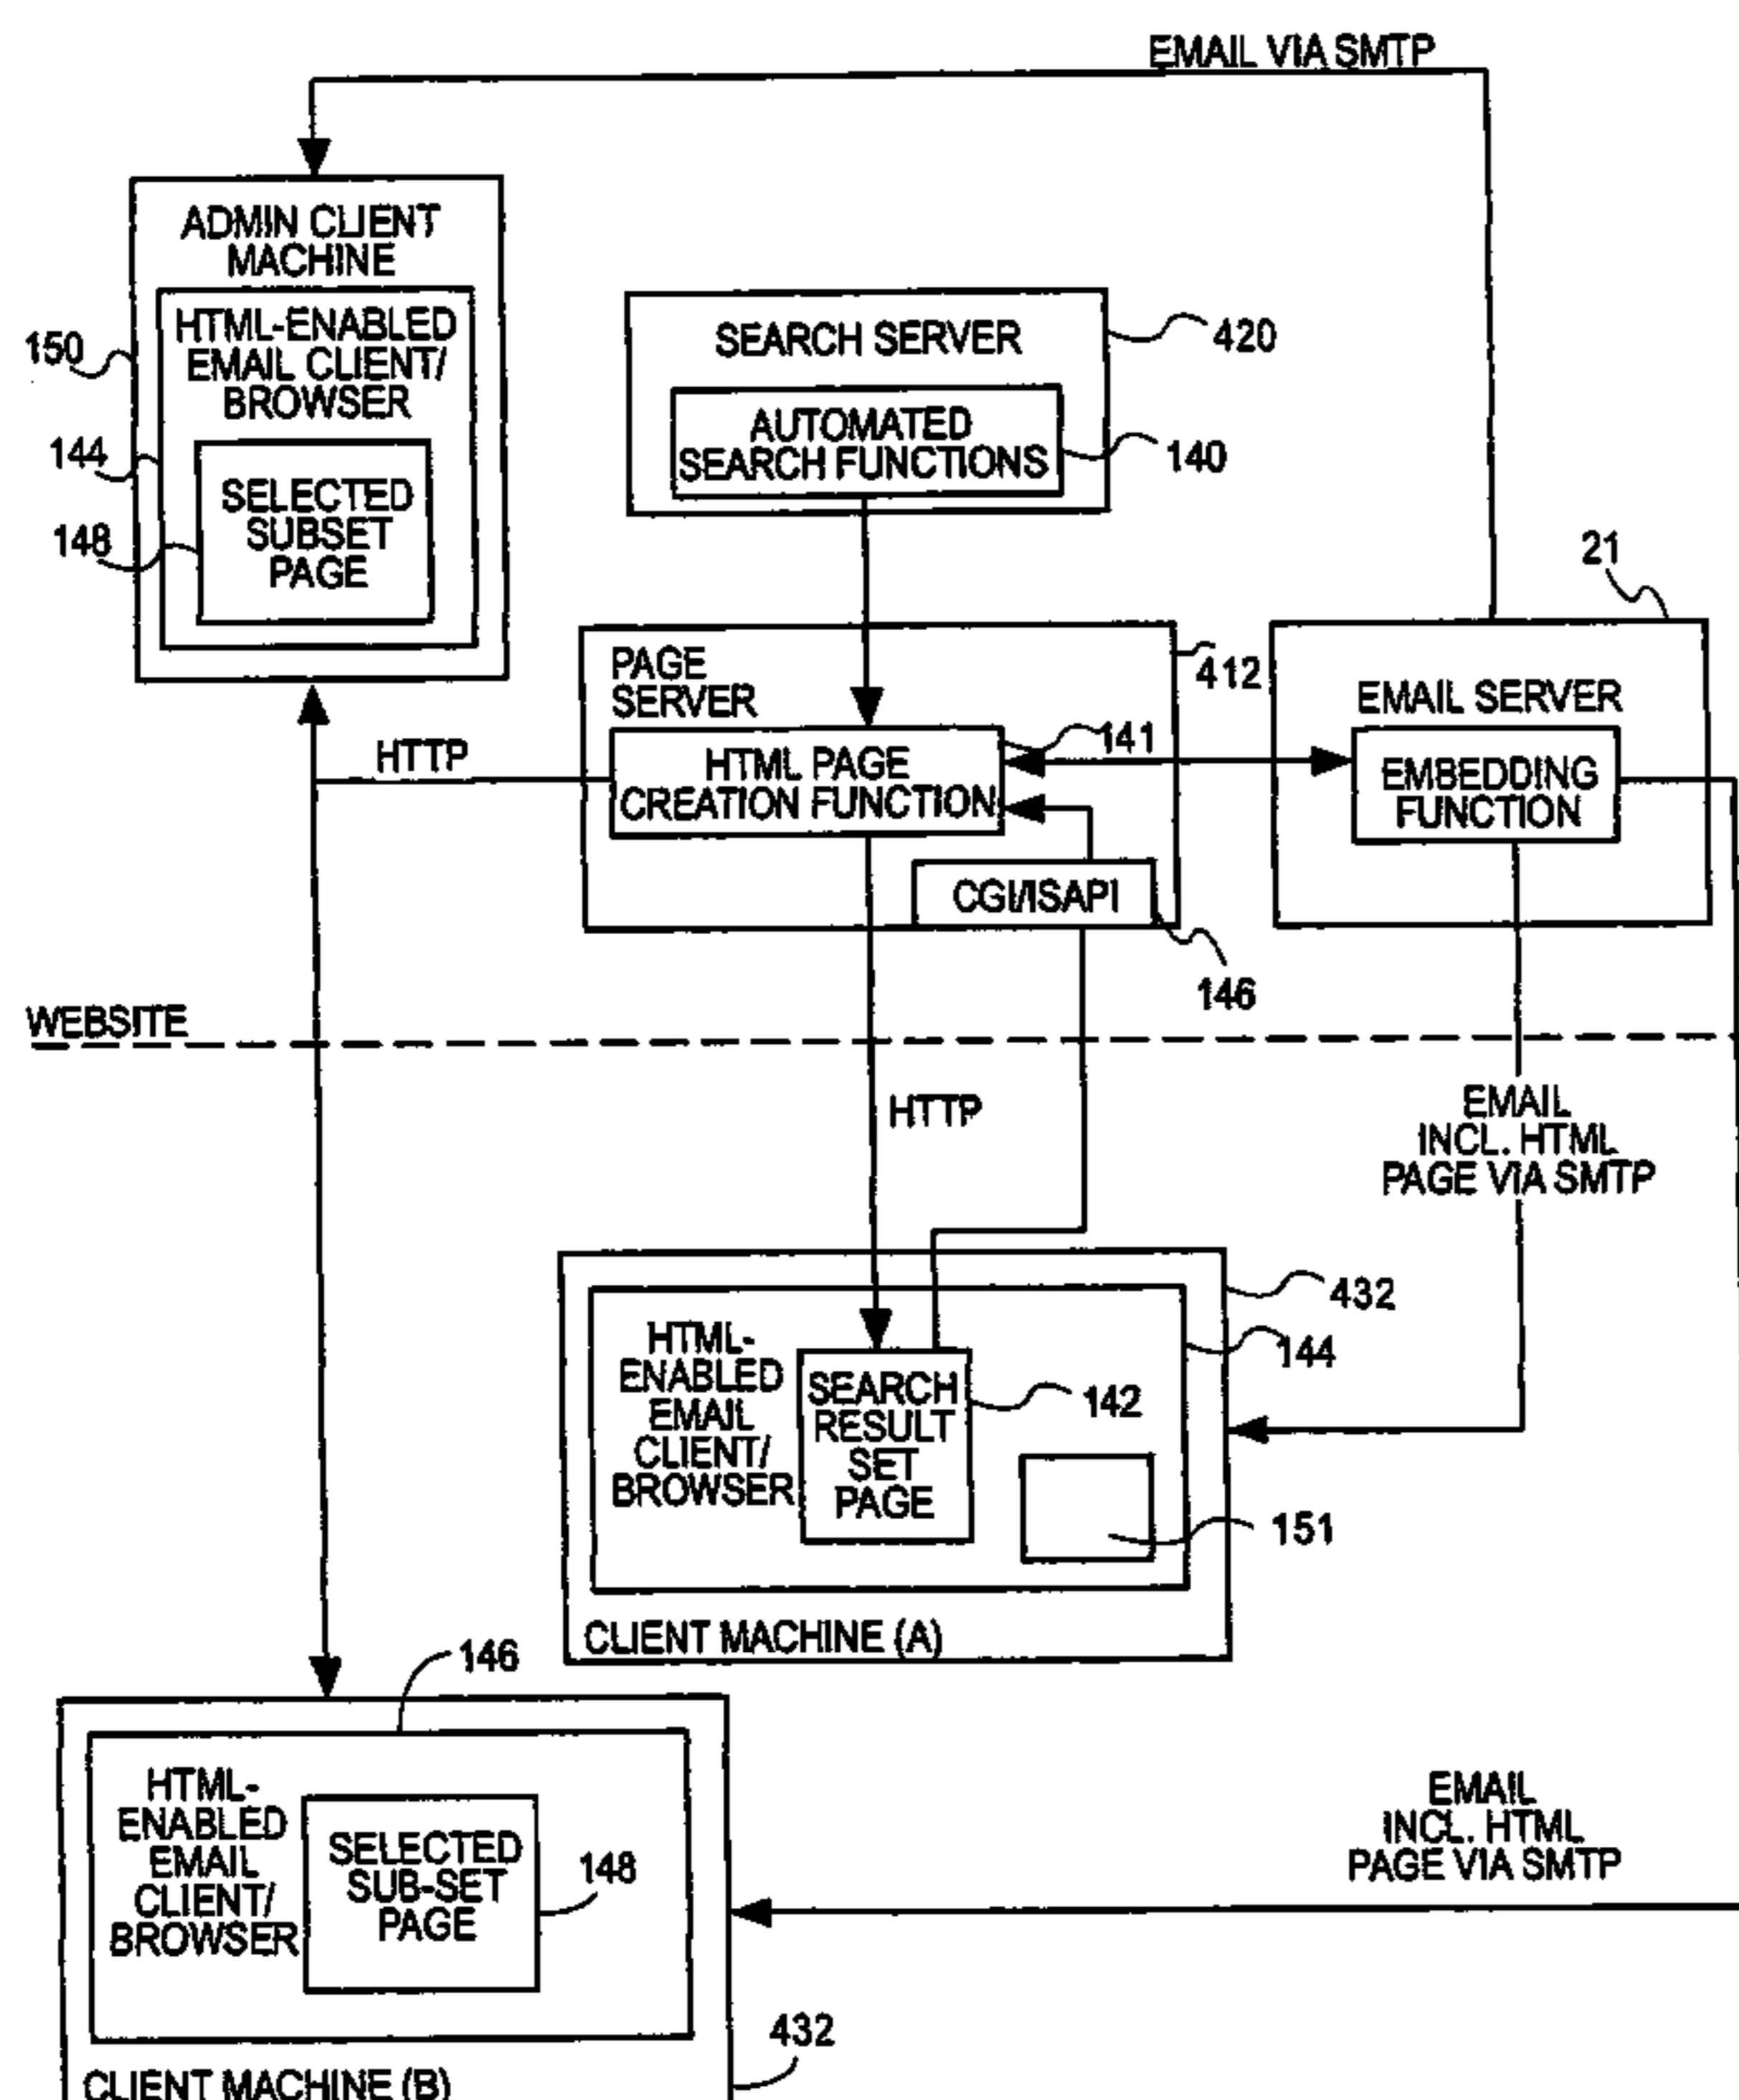 EMAIL VIA SMTP
ADMIN CLIENT
MACHINE
HTML-ENABLED
EMAIL CLIENT/
BROWSER
SELECTED
SUBSET
PAGE
150
144
148
SEARCH SERVER
420
AUTOMATED
SEARCH FUNCTIONS
140
21
PAGE
SERVER
412
141
HTML PAGE
CREATION FUNCTION
CGI/ISAPI
146
EMAIL SERVER
EMBEDDING
FUNCTION
HTTP
WEBSITE
HTTP
EMAIL
INCL. HTML
PAGE VIA SMTP
432
144
HTML-
ENABLED
EMAIL
CLIENT/
BROWSER
SEARCH
RESULT
SET
PAGE
142
151
CLIENT MACHINE (A)
146
HTML-
ENABLED
EMAIL
CLIENT/
BROWSER
SELECTED
SUB-SET
PAGE
148
EMAIL
INCL. HTML
PAGE VIA SMTP
432
CLIENT MACHINE (B)